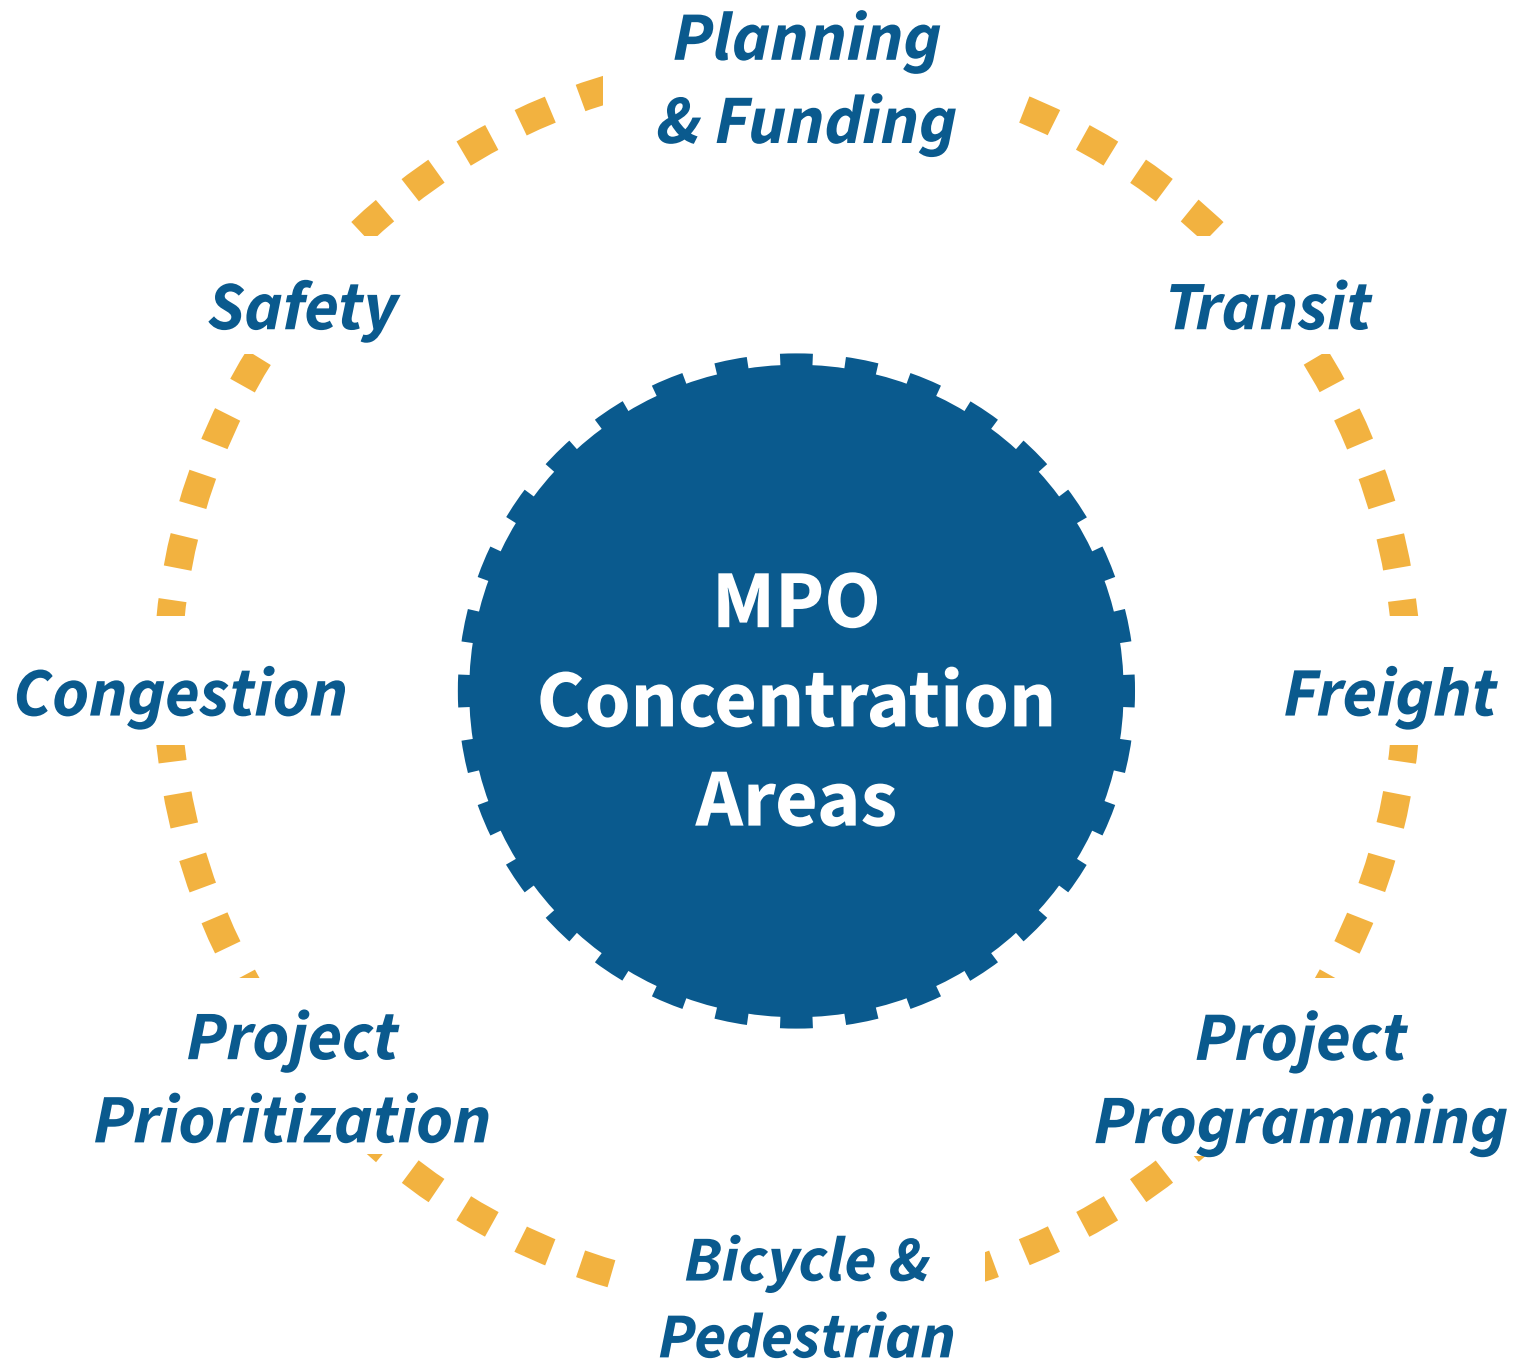 Planning
& Funding
Safety
Transit
MPO
Concentration
Areas
Congestion
Freight
Project
Prioritization
Project
Programming
Bicycle &
Pedestrian